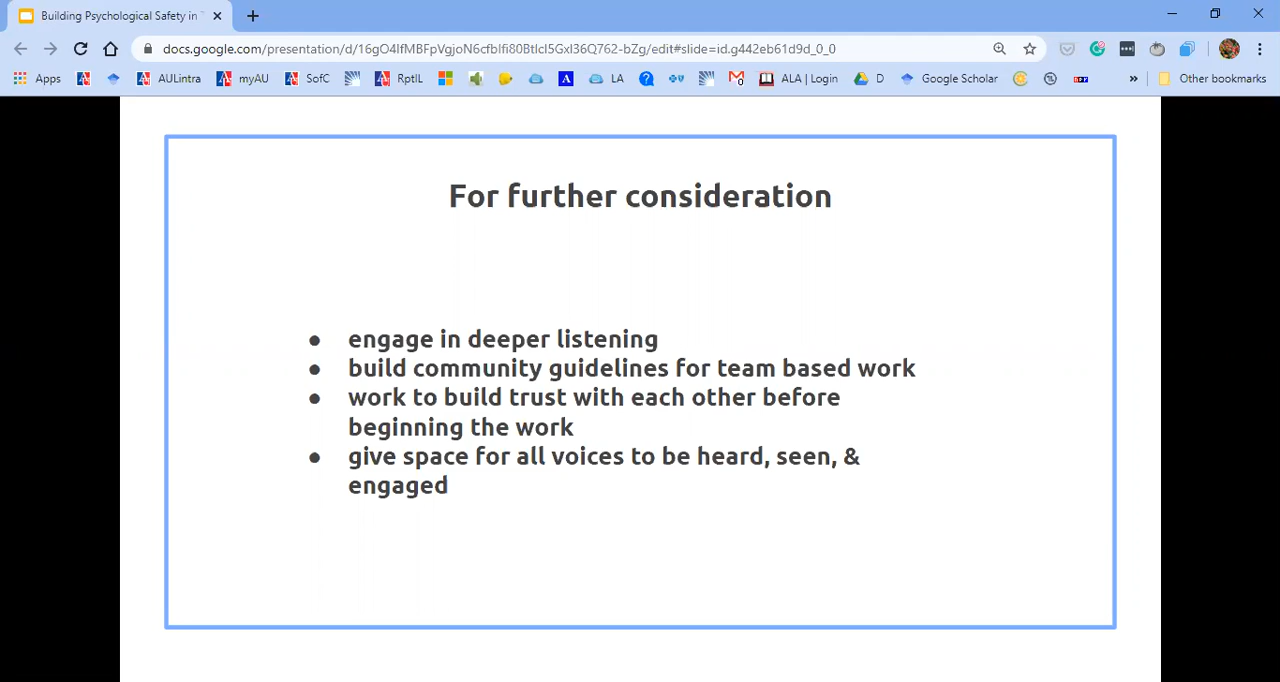 Building Psychological Safety in
docs.google.com/presentation/d/16gO4lfMBFpVgjoN6cfblfi80BtIcI5GxI36Q762-bZg/edit#slide=id.g442eb61d9d_0_0
Apps AULintra myAU SofC RptIL LA ALA | Login D Google Scholar » Other bookmarks
For further consideration
● engage in deeper listening
● build community guidelines for team based work
● work to build trust with each other before
beginning the work
● give space for all voices to be heard, seen, &
engaged